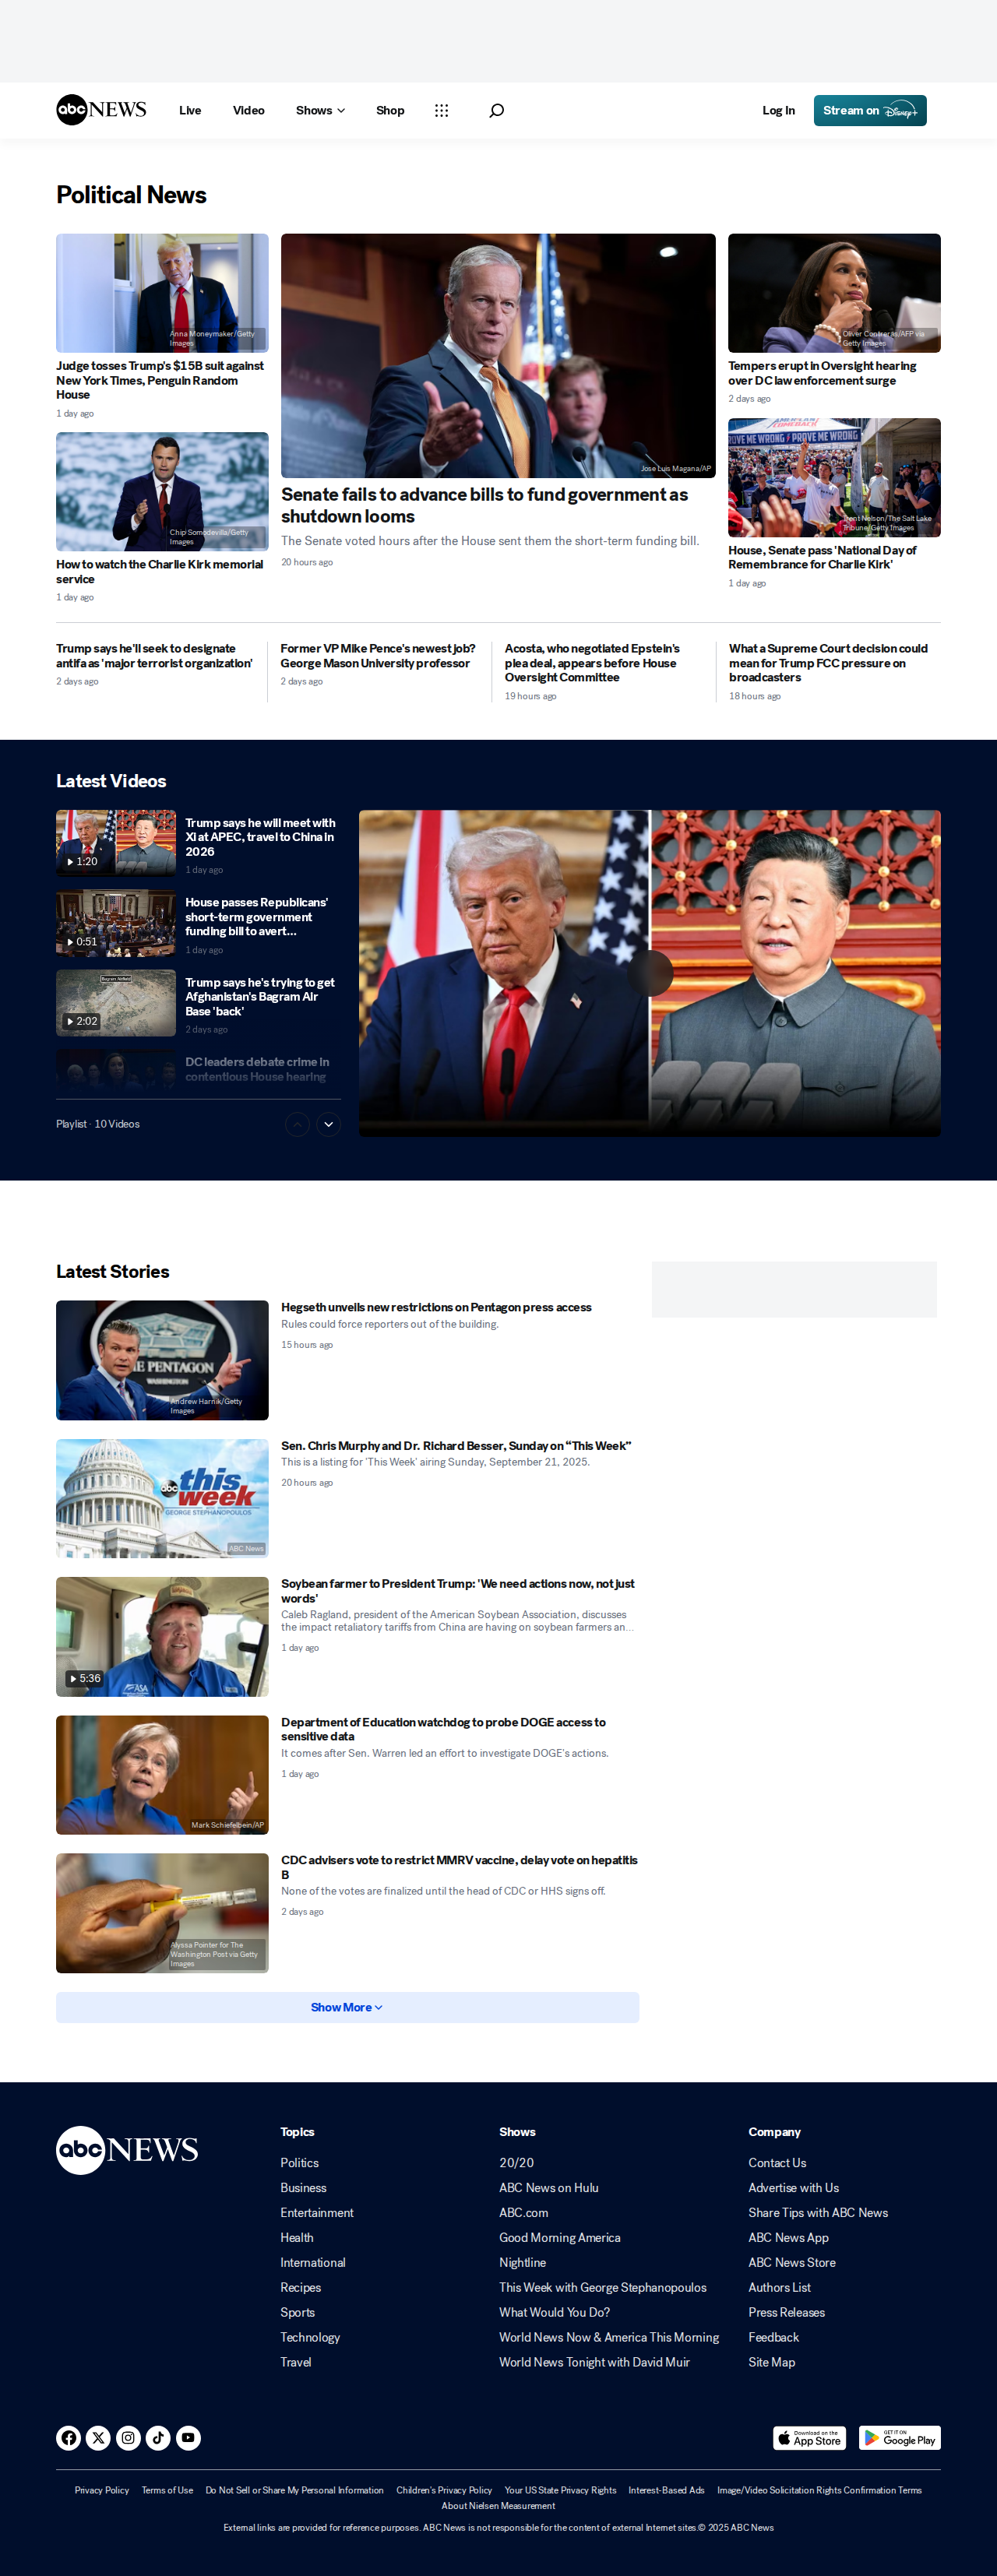 abc NEWS
Live
Video
Shows
Shop
Log In
Stream on Disney+
Political News
Anna Moneymaker/Getty
Images
Judge tosses Trump's $15B suit against
New York Times, Penguin Random
House
1 day ago
Chip Somodevilla/Getty
Images
How to watch the Charlie Kirk memorial
service
1 day ago
Jose Luis Magana/AP
Senate fails to advance bills to fund government as
shutdown looms
The Senate voted hours after the House sent them the short-term funding bill.
20 hours ago
Oliver Contreras/AFP via
Getty Images
Tempers erupt in Oversight hearing
over DC law enforcement surge
2 days ago
COMEBACK
PROVE ME WRONG / PROVE ME WRONG
Trent Nelson/The Salt Lake
Tribune/Getty Images
House, Senate pass 'National Day of
Remembrance for Charlie Kirk'
1 day ago
Trump says he'll seek to designate
antifa as 'major terrorist organization'
2 days ago
Former VP Mike Pence's newest job?
George Mason University professor
2 days ago
Acosta, who negotiated Epstein's
plea deal, appears before House
Oversight Committee
19 hours ago
What a Supreme Court decision could
mean for Trump FCC pressure on
broadcasters
18 hours ago
Latest Videos
1:20
Trump says he will meet with
Xi at APEC, travel to China in
2026
1 day ago
0:51
House passes Republicans'
short-term government
funding bill to avert...
1 day ago
Bagram Airfield
2:02
Trump says he's trying to get
Afghanistan's Bagram Air
Base 'back'
2 days ago
DC leaders debate crime in
contentious House hearing
Playlist · 10 Videos
Latest Stories
THE PENTAGON
WASHINGTON
Andrew Harnik/Getty
Images
Hegseth unveils new restrictions on Pentagon press access
Rules could force reporters out of the building.
15 hours ago
abc this
week
GEORGE STEPHANOPOULOS
ABC News
Sen. Chris Murphy and Dr. Richard Besser, Sunday on “This Week”
This is a listing for 'This Week' airing Sunday, September 21, 2025.
20 hours ago
ASA
5:36
Soybean farmer to President Trump: 'We need actions now, not just
words'
Caleb Ragland, president of the American Soybean Association, discusses
the impact retaliatory tariffs from China are having on soybean farmers an...
1 day ago
Mark Schiefelbein/AP
Department of Education watchdog to probe DOGE access to
sensitive data
It comes after Sen. Warren led an effort to investigate DOGE's actions.
1 day ago
Alyssa Pointer for The
Washington Post via Getty
Images
CDC advisers vote to restrict MMRV vaccine, delay vote on hepatitis
B
None of the votes are finalized until the head of CDC or HHS signs off.
2 days ago
Show More
abc NEWS
Topics
Politics
Business
Entertainment
Health
International
Recipes
Sports
Technology
Travel
Shows
20/20
ABC News on Hulu
ABC.com
Good Morning America
Nightline
This Week with George Stephanopoulos
What Would You Do?
World News Now & America This Morning
World News Tonight with David Muir
Company
Contact Us
Advertise with Us
Share Tips with ABC News
ABC News App
ABC News Store
Authors List
Press Releases
Feedback
Site Map
Download on the
App Store
GET IT ON
Google Play
Privacy Policy Terms of Use Do Not Sell or Share My Personal Information Children's Privacy Policy Your US State Privacy Rights Interest-Based Ads Image/Video Solicitation Rights Confirmation Terms
About Nielsen Measurement
External links are provided for reference purposes. ABC News is not responsible for the content of external Internet sites.© 2025 ABC News